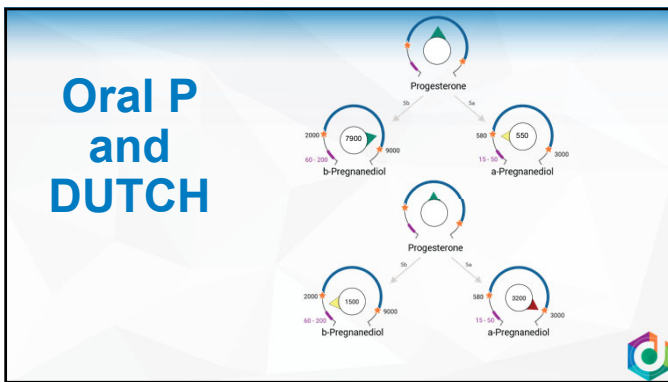 Oral P
and
DUTCH
Progesterone
5b
5a
2000
7900
9000
60 - 200
b-Pregnanediol
580
550
3000
15 - 50
a-Pregnanediol
Progesterone
5b
5a
2000
1500
9000
60 - 200
b-Pregnanediol
580
3200
3000
15 - 50
a-Pregnanediol